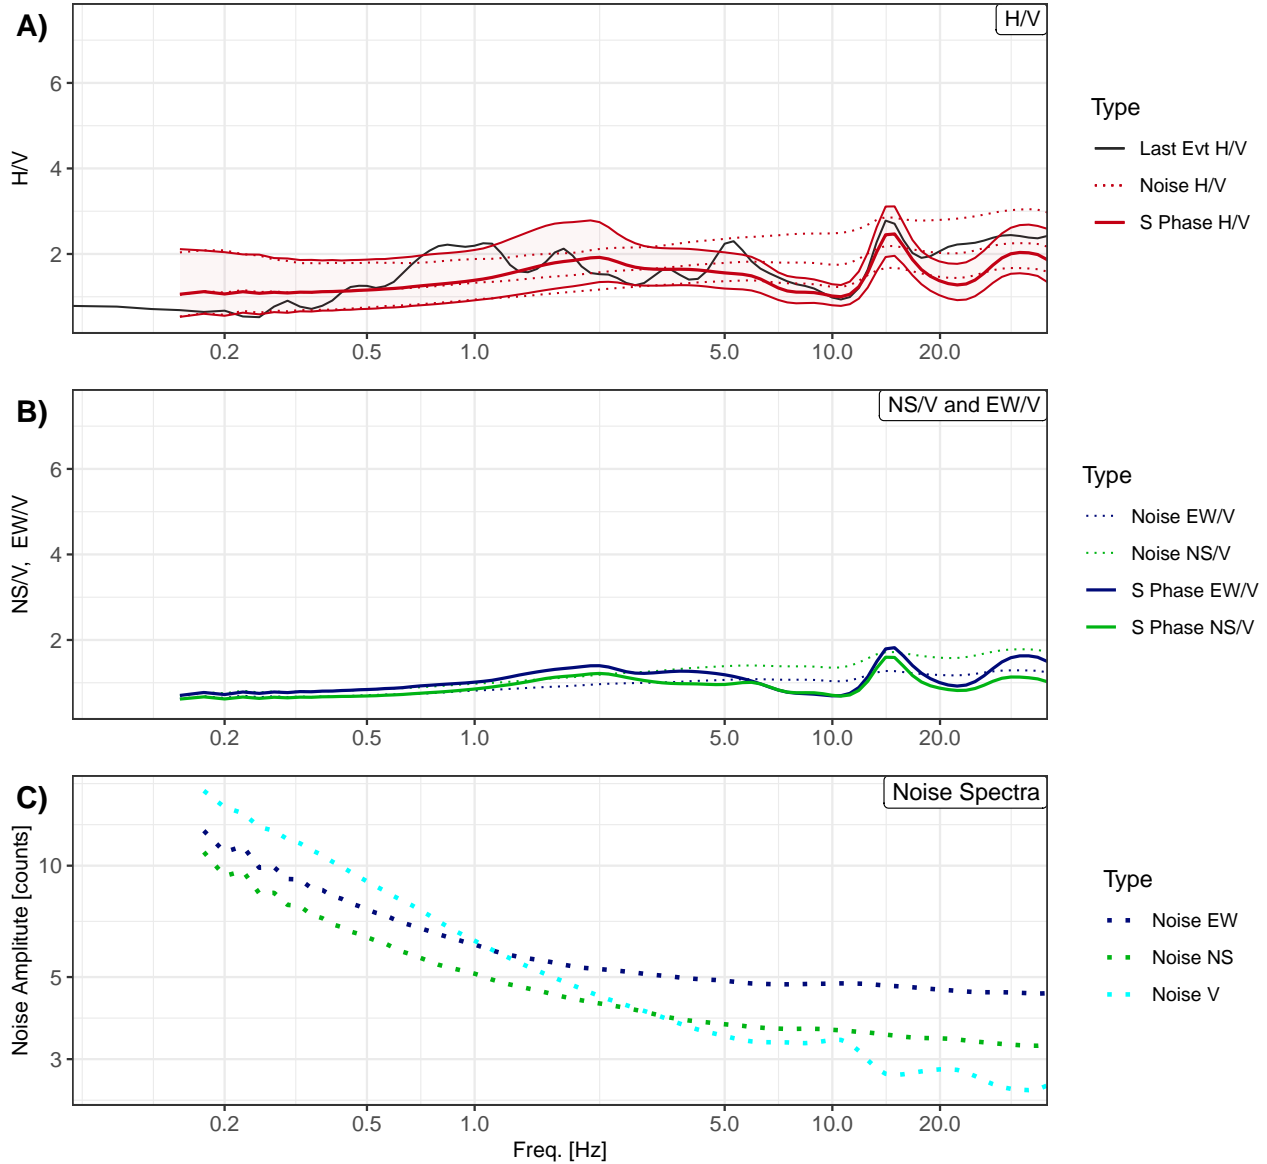 A)
H/V
6
4
2
H/V
0.2 0.5 1.0 5.0 10.0 20.0
Type
Last Evt H/V
Noise H/V
S Phase H/V
B)
NS/V and EW/V
6
4
2
NS/V, EW/V
0.2 0.5 1.0 5.0 10.0 20.0
Type
Noise EW/V
Noise NS/V
S Phase EW/V
S Phase NS/V
C)
Noise Spectra
10
5
3
Noise Amplitude [counts]
0.2 0.5 1.0 5.0 10.0 20.0
Freq. [Hz]
Type
Noise EW
Noise NS
Noise V